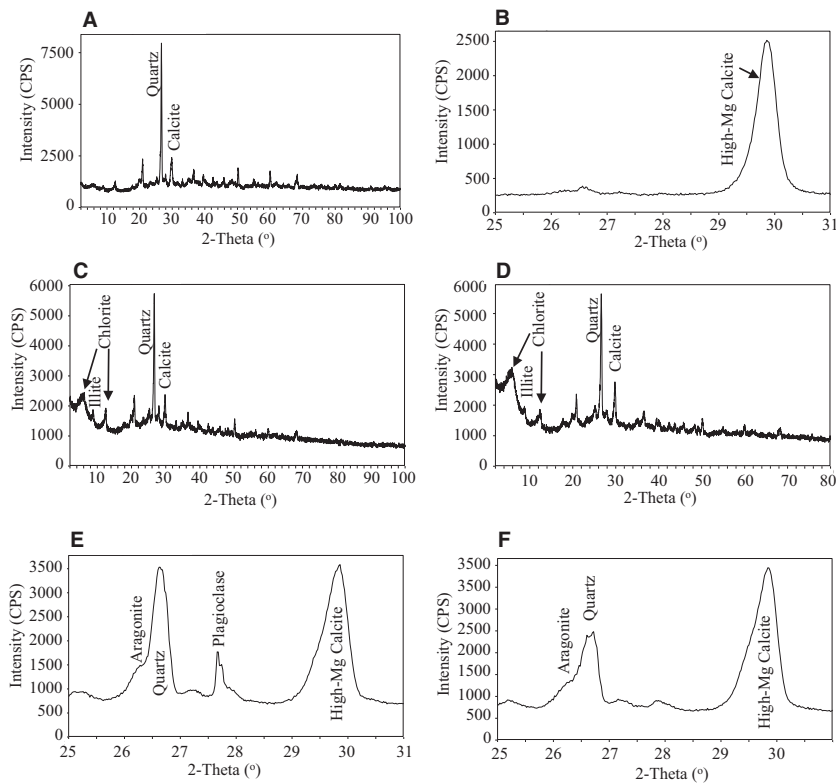 A
Intensity (CPS)
7500
5000
2500
0
Quartz
Calcite
10 20 30 40 50 60 70 80 90 100
2-Theta (o)
B
Intensity (CPS)
2500
2000
1500
1000
500
0
High-Mg Calcite
25 26 27 28 29 30 31
2-Theta (o)
C
Intensity (CPS)
6000
5000
4000
3000
2000
1000
0
Chlorite
Illite
Quartz
Calcite
10 20 30 40 50 60 70 80 90 100
2-Theta (o)
D
Intensity (CPS)
6000
5000
4000
3000
2000
1000
0
Chlorite
Illite
Quartz
Calcite
10 20 30 40 50 60 70 80
2-Theta (o)
E
Intensity (CPS)
3500
3000
2500
2000
1500
1000
500
0
Aragonite
Quartz
Plagioclase
High-Mg Calcite
25 26 27 28 29 30 31
2-Theta (o)
F
Intensity (CPS)
3500
3500
3000
2500
2000
1500
1000
500
0
Aragonite
Quartz
High-Mg Calcite
25 26 27 28 29 30 31
2-Theta (o)